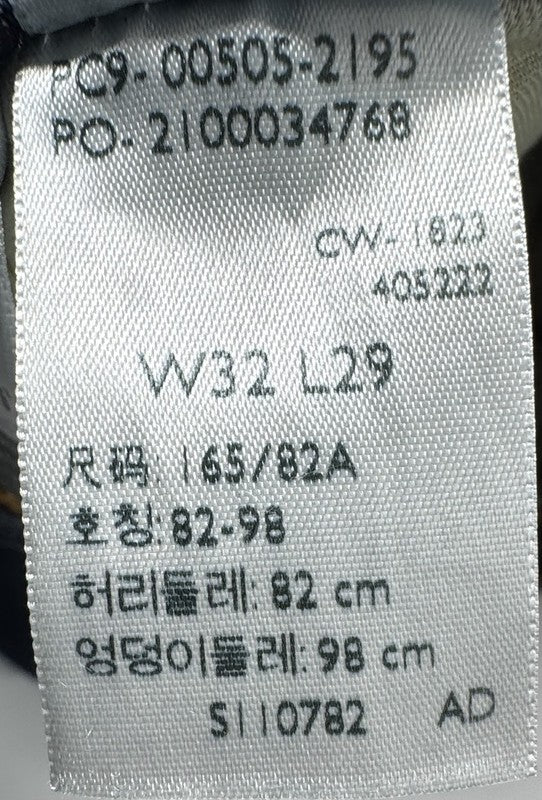 PC9-00505-2195
PO-2100034768
CW-1823
405222
W32 L29
尺码: 165/82A
호칭:82-98
허리둘레: 82 cm
엉덩이둘레: 98 cm
S110782 AD